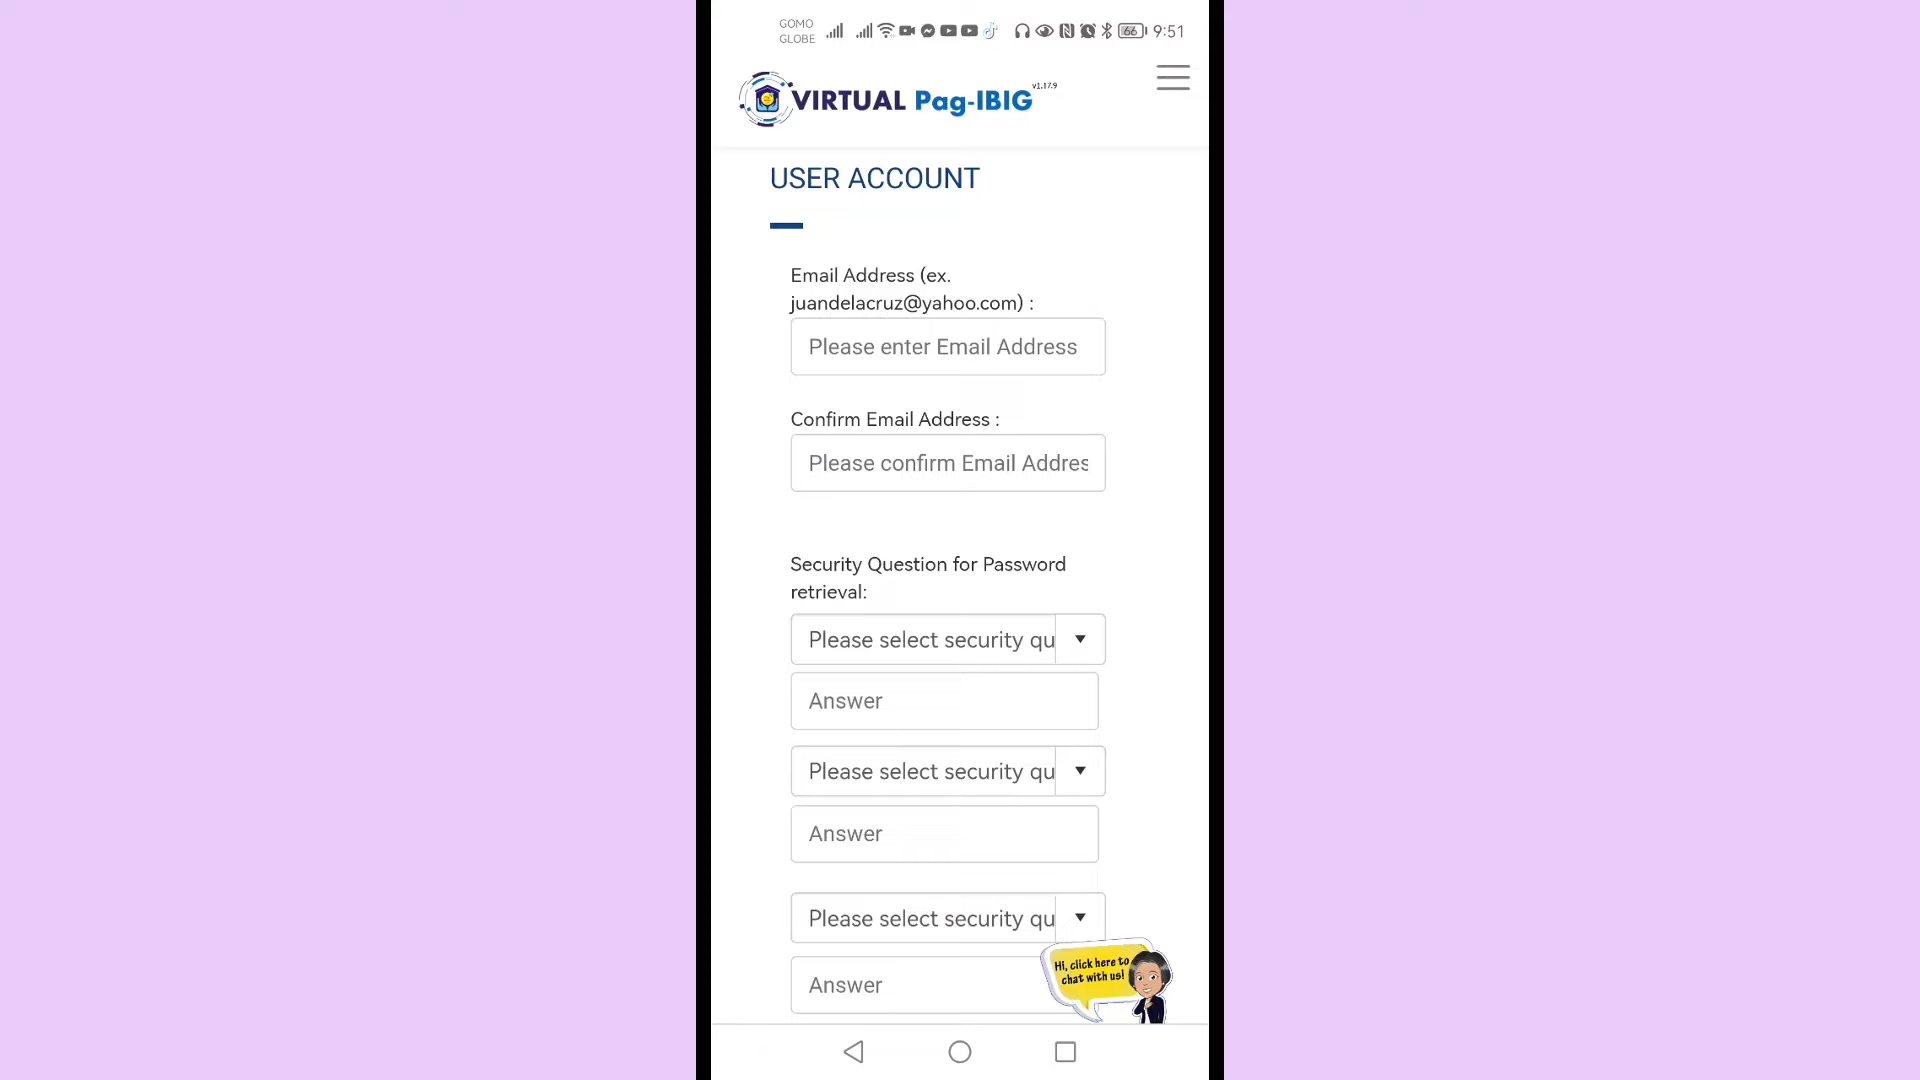 GOMO
GLOBE
66
9:51
VIRTUAL Pag-IBIG v1.17.9
USER ACCOUNT
Email Address (ex.
juandelacruz@yahoo.com) :
Please enter Email Address
Confirm Email Address :
Please confirm Email Addres
Security Question for Password
retrieval:
Please select security qu
Answer
Please select security qu
Answer
Please select security qu
Hi, click here to
chat with us!
Answer